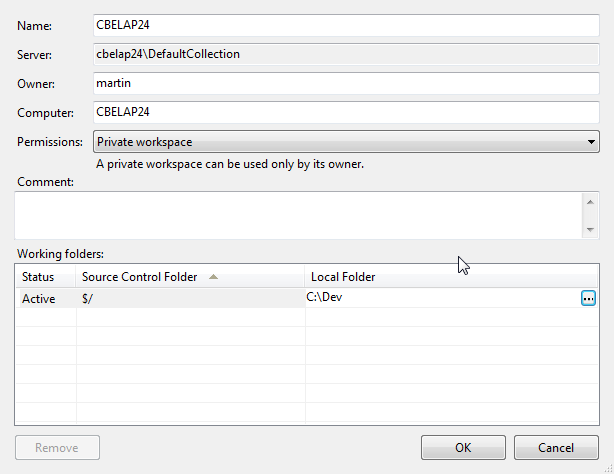 Name: CBELAP24
Server: cbelap24\DefaultCollection
Owner: martin
Computer: CBELAP24
Permissions: Private workspace
A private workspace can be used only by its owner.
Comment:
Working folders:
Status Source Control Folder Local Folder
Active $/ C:\Dev ...
Remove OK Cancel